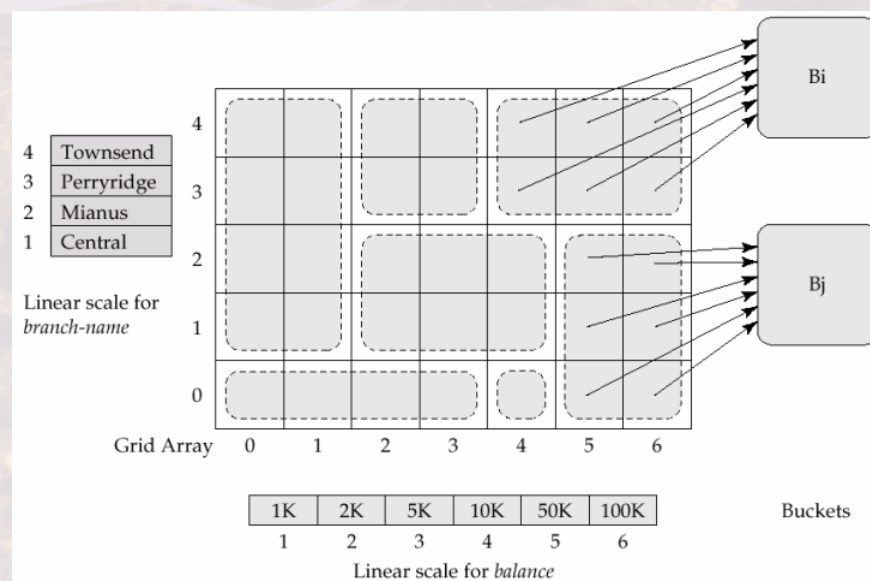 Bi
4
4 Townsend
3 Perryridge
3
2 Mianus
1 Central
2
Bj
Linear scale for
branch-name
1
0
Grid Array 0 1 2 3 4 5 6
1K 2K 5K 10K 50K 100K Buckets
1 2 3 4 5 6
Linear scale for balance